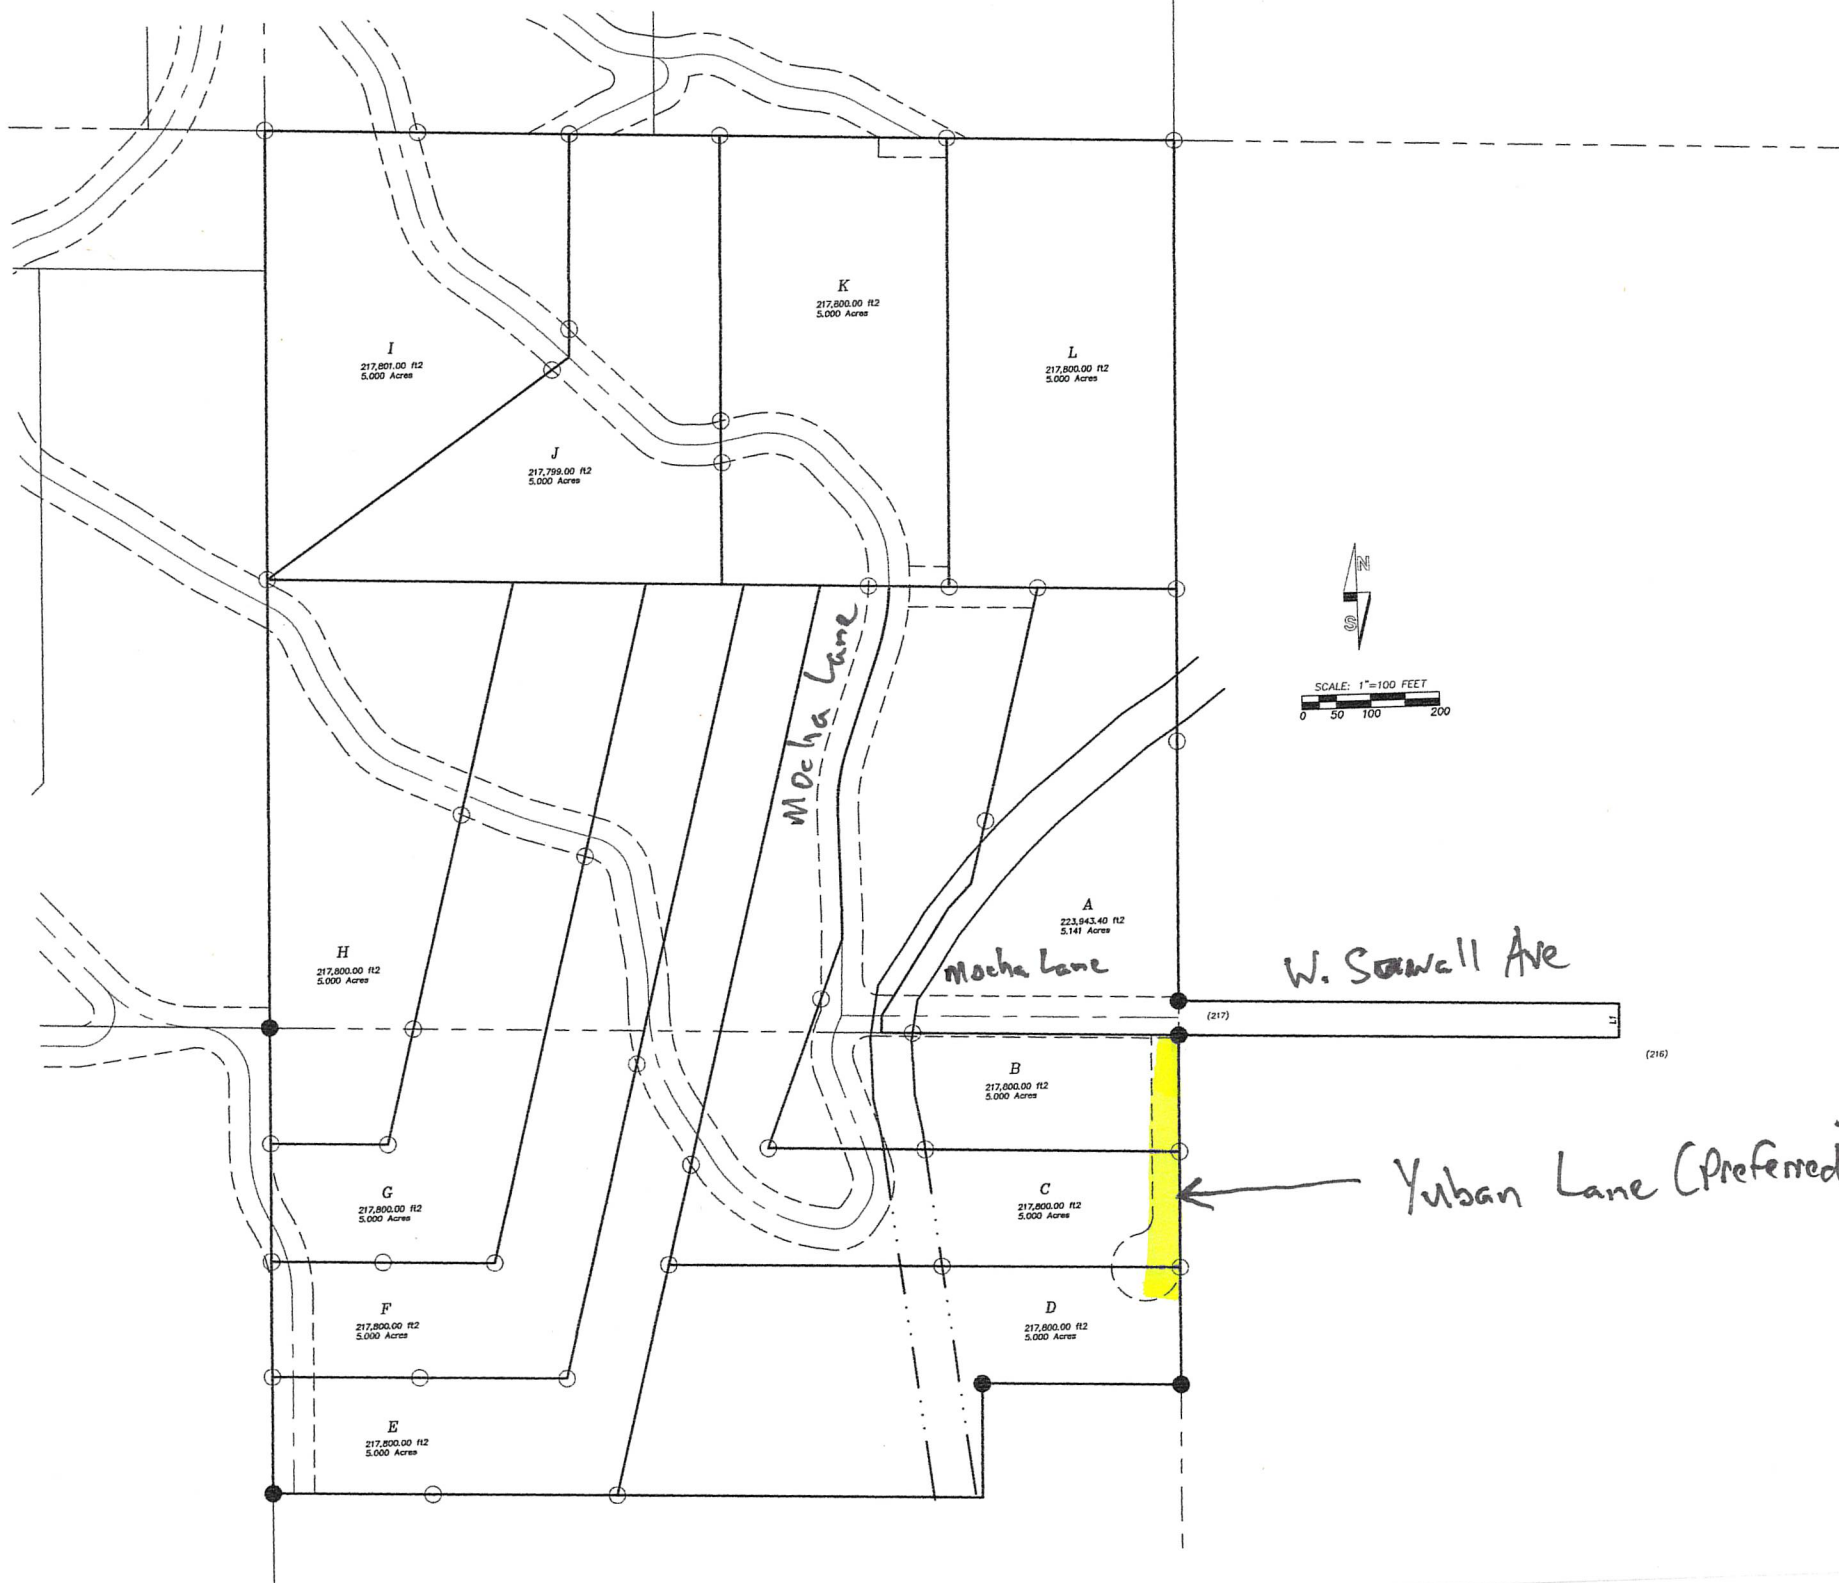 K
217,800.00 ft2
5.000 Acres
I
217,801.00 ft2
5.000 Acres
L
217,800.00 ft2
5.000 Acres
J
217,799.00 ft2
5.000 Acres
N
S
SCALE: 1"=100 FEET
0 50 100 200
Mocha Lane
A
223,943.40 ft2
5.141 Acres
H
217,800.00 ft2
5.000 Acres
Mocha Lane
W. Ave
(217)
L1
(216)
B
217,800.00 ft2
5.000 Acres
C
217,800.00 ft2
5.000 Acres
Yuban Lane (Preferred
G
217,800.00 ft2
5.000 Acres
F
217,800.00 ft2
5.000 Acres
D
217,800.00 ft2
5.000 Acres
E
217,800.00 ft2
5.000 Acres